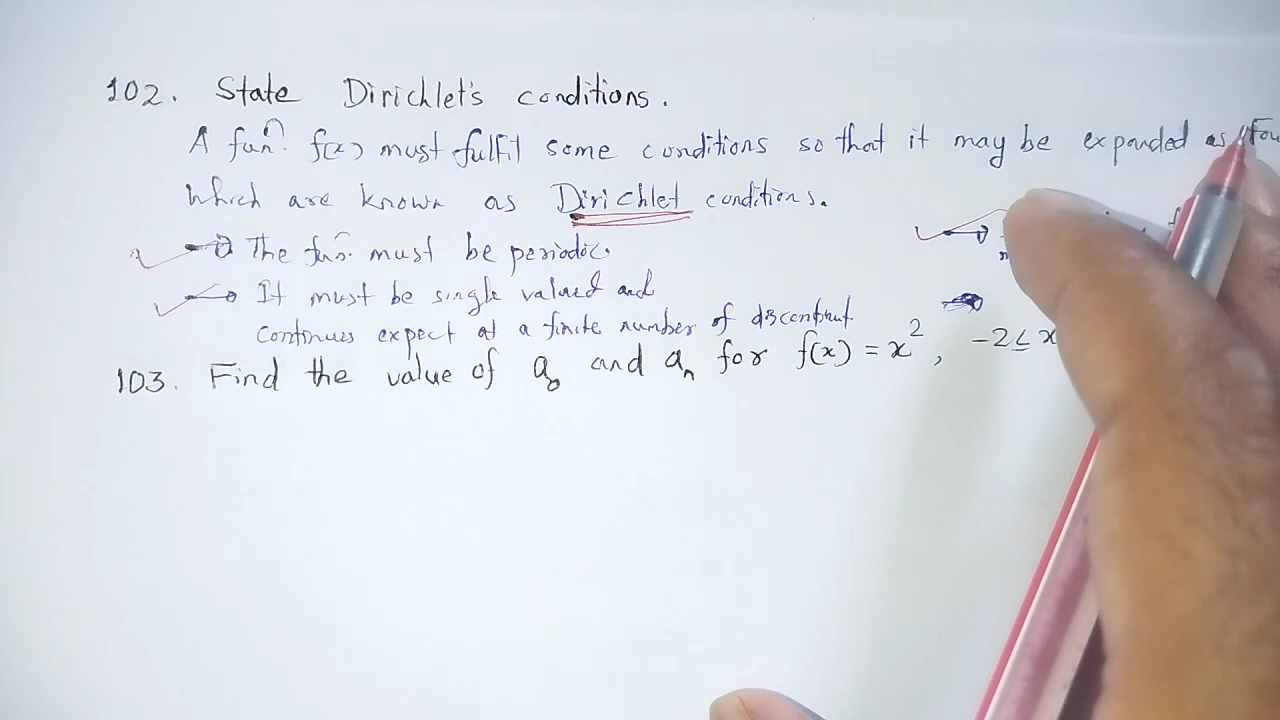 102. State Dirichlet's conditions.
A fun. f(x) must fulfil some conditions so that it may be expanded as Fou
which are known as Dirichlet conditions.
The fun. must be periodic.
It must be single valued and
continues expect at a finite number of discontinut.
103. Find the value of a₀ and aₙ for f(x) = x², -2 ≤ x